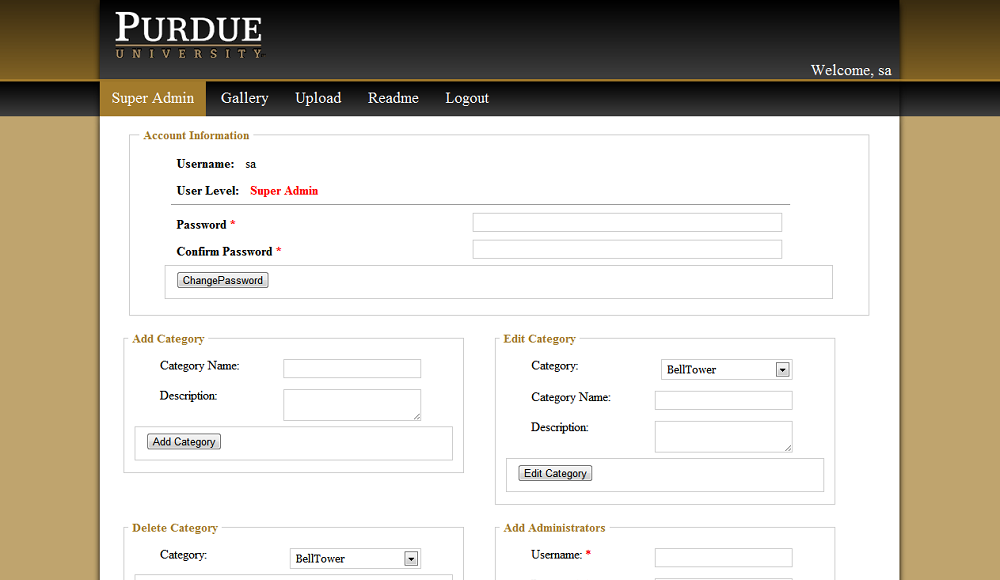 PURDUE
UNIVERSITY
Welcome, sa
Super Admin Gallery Upload Readme Logout
Account Information
Username: sa
User Level: Super Admin
Password *
Confirm Password *
ChangePassword
Add Category
Category Name:
Description:
Add Category
Edit Category
Category: BellTower
Category Name:
Description:
Edit Category
Delete Category
Category: BellTower
Add Administrators
Username: *